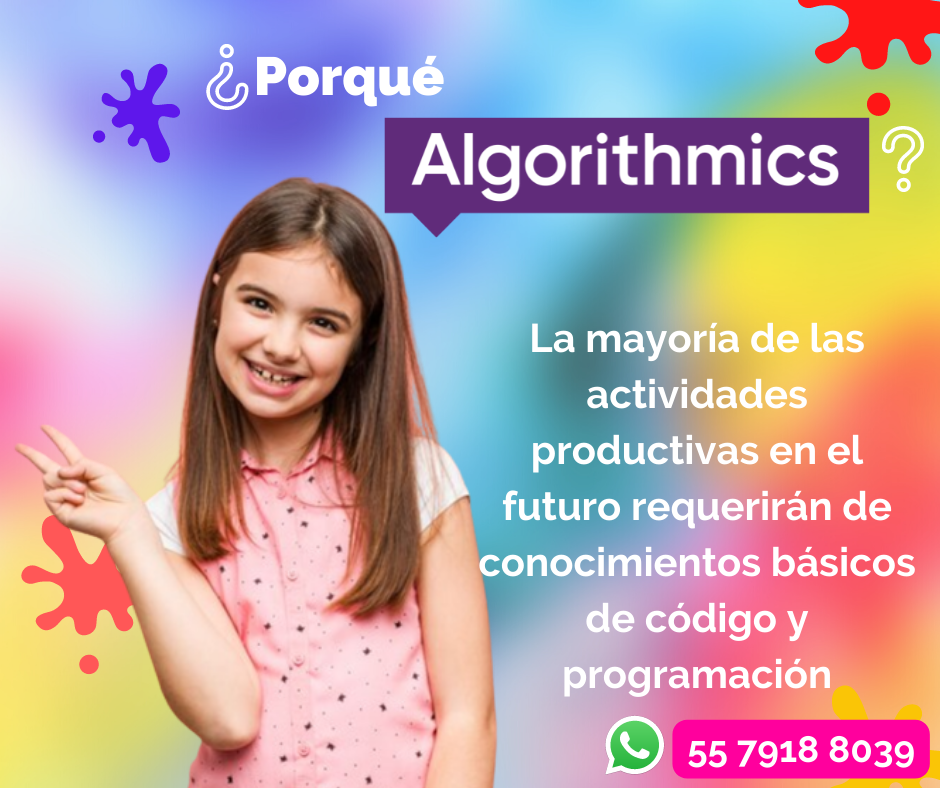 ¿Porqué
Algorithmics
?
La mayoría de las
actividades
productivas en el
futuro requerirán de
conocimientos básicos
de código y
programación
55 7918 8039